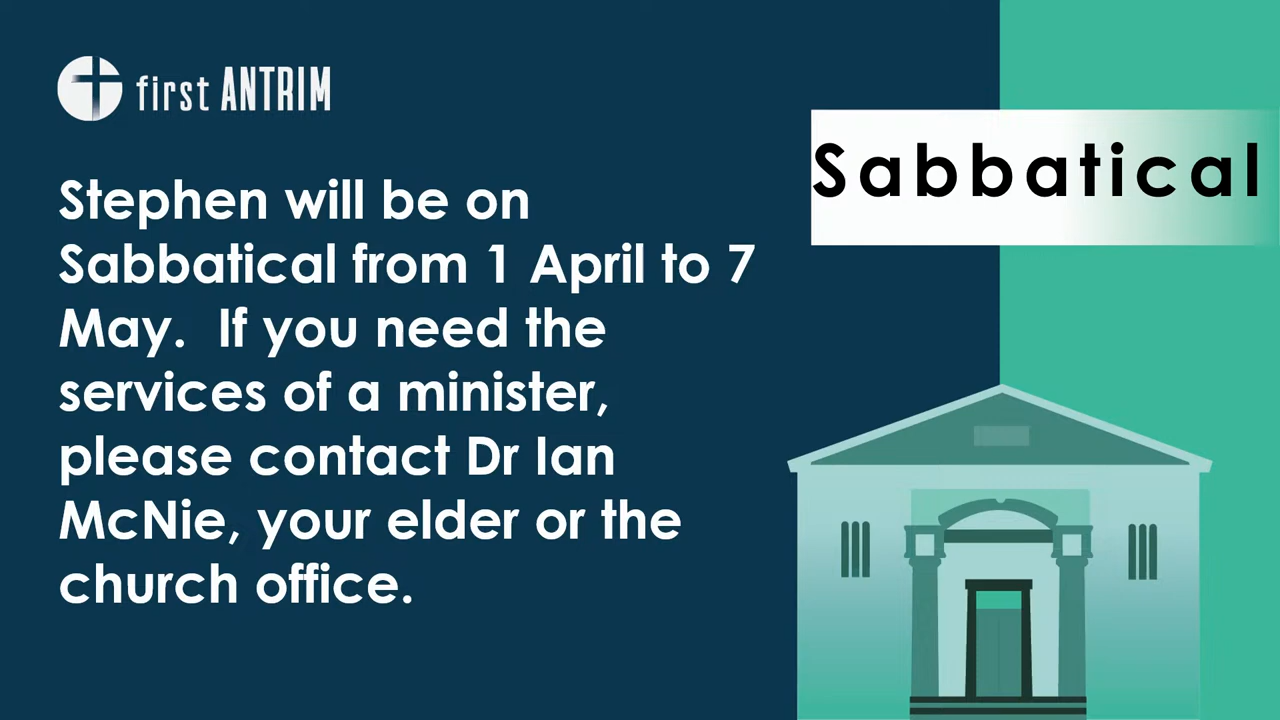 first ANTRIM
Sabbatical
Stephen will be on
Sabbatical from 1 April to 7
May.  If you need the
services of a minister,
please contact Dr Ian
McNie, your elder or the
church office.